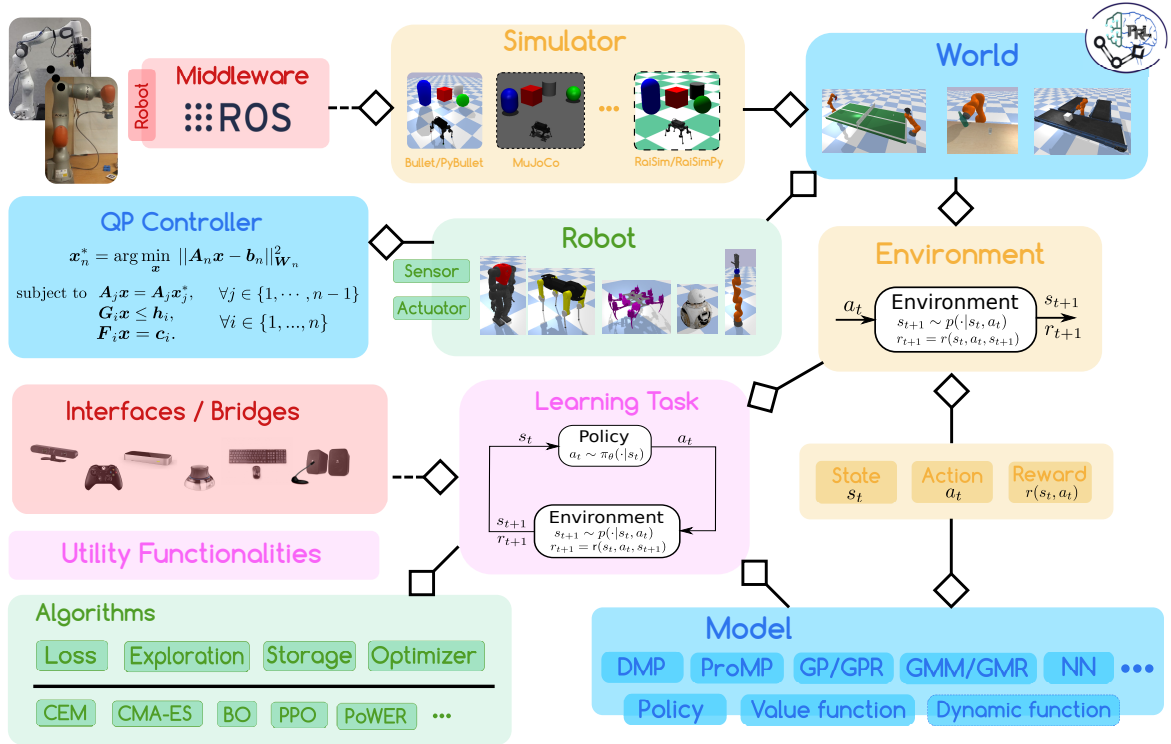 Robot
Middleware
ROS
Simulator
Bullet/PyBullet
MuJoCo
...
RaiSim/RaiSimPy
World
PRL
QP Controller
x*_n = arg min_x ||A_n x − b_n||²_{W_n}
subject to A_j x = A_j x*_j, ∀j ∈ {1, ⋯ , n − 1}
G_i x ≤ h_i, ∀i ∈ {1, ..., n}
F_i x = c_i.
Robot
Sensor
Actuator
Environment
a_t
Environment
s_{t+1} ∼ p(·|s_t, a_t)
r_{t+1} = r(s_t, a_t, s_{t+1})
s_{t+1}
r_{t+1}
Interfaces / Bridges
Learning Task
s_t
Policy
a_t ∼ π_θ(·|s_t)
a_t
s_{t+1}
r_{t+1}
Environment
s_{t+1} ∼ p(·|s_t, a_t)
r_{t+1} = r(s_t, a_t, s_{t+1})
State
s_t
Action
a_t
Reward
r(s_t, a_t)
Utility Functionalities
Algorithms
Loss Exploration Storage Optimizer
CEM CMA-ES BO PPO PoWER ...
Model
DMP ProMP GP/GPR GMM/GMR NN ...
Policy Value function Dynamic function